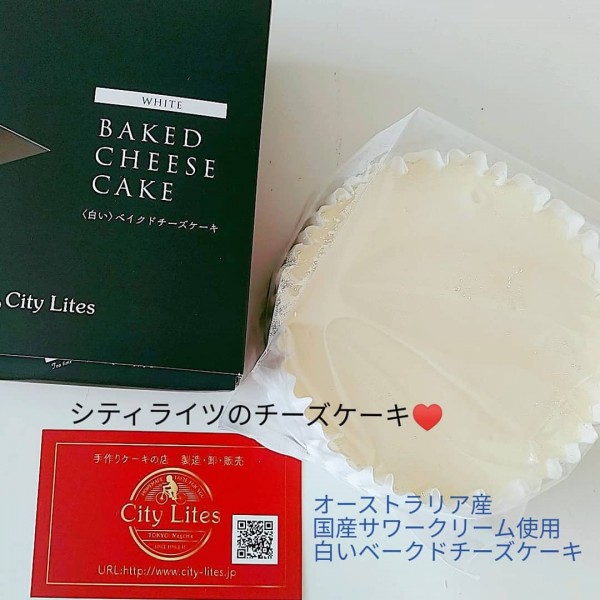 WHITE
BAKED
CHEESE
CAKE
〈白い〉ベイクドチーズケーキ
City Lites
シティライツのチーズケーキ♥
手作りケーキの店 製造・卸・販売
City Lites
TOKYO Nagano
URL:http://www.city-lites.jp
オーストラリア産
国産サワークリーム使用
白いベークドチーズケーキ